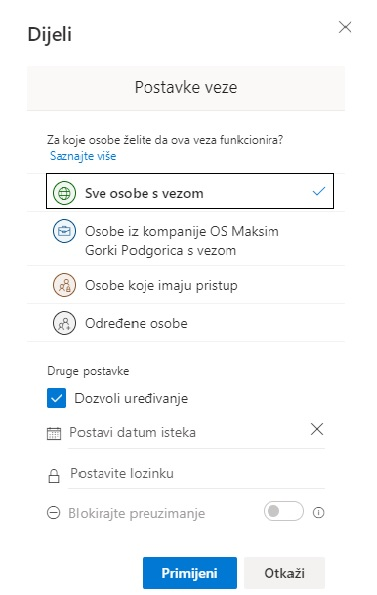 Dijeli
Postavke veze
Za koje osobe želite da ova veza funkcionira?
Saznajte više
Sve osobe s vezom
Osobe iz kompanije OS Maksim
Gorki Podgorica s vezom
Osobe koje imaju pristup
Određene osobe
Druge postavke
Dozvoli uređivanje
Postavi datum isteka
Postavite lozinku
Blokirajte preuzimanje
Primijeni
Otkaži